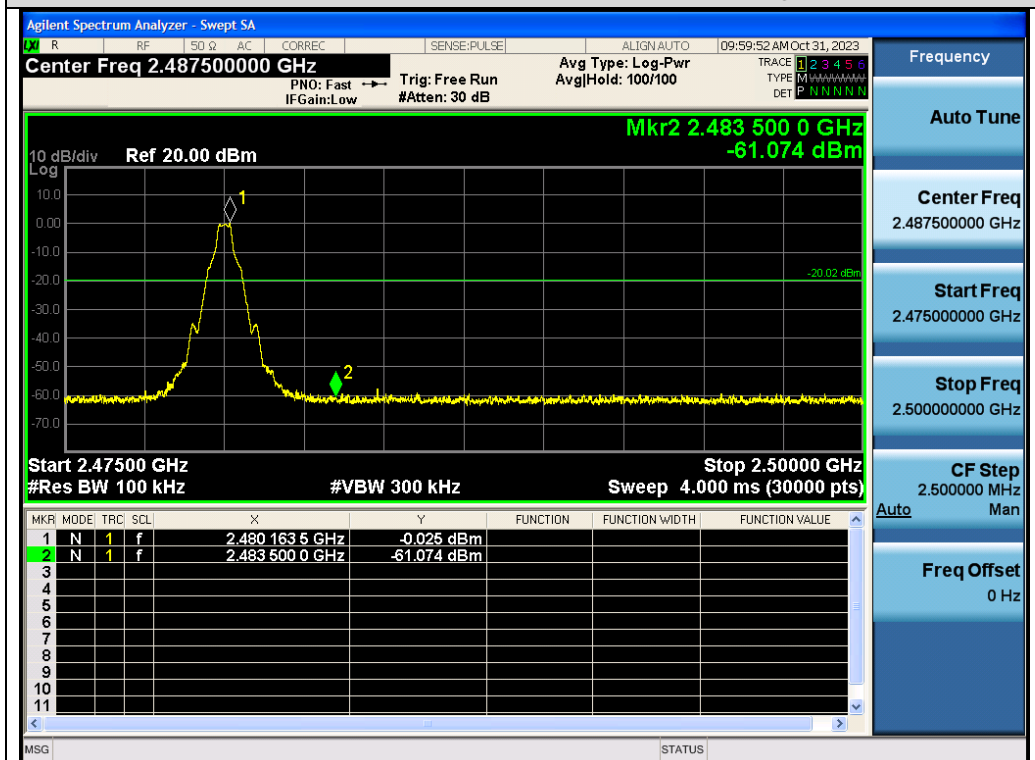 Agilent Spectrum Analyzer - Swept SA
LXI R RF 50 Ω AC CORREC SENSE:PULSE ALIGN AUTO 09:59:52 AM Oct 31, 2023
Center Freq 2.487500000 GHz
PNO: Fast
IFGain:Low
Trig: Free Run
#Atten: 30 dB
Avg Type: Log-Pwr
Avg|Hold: 100/100
TRACE 1 2 3 4 5 6
TYPE M
DET P N N N N N
Mkr2 2.483 500 0 GHz
-61.074 dBm
10 dB/div Ref 20.00 dBm
Log
10.0
0.00
-10.0
-20.0
-30.0
-40.0
-50.0
-60.0
-70.0
1
-20.02 dBm
2
Start 2.47500 GHz Stop 2.50000 GHz
#Res BW 100 kHz #VBW 300 kHz Sweep 4.000 ms (30000 pts)
MKR MODE TRC SCL X Y FUNCTION FUNCTION WIDTH FUNCTION VALUE
1 N 1 f 2.480 163 5 GHz -0.025 dBm
2 N 1 f 2.483 500 0 GHz -61.074 dBm
3
4
5
6
7
8
9
10
11
MSG STATUS
Frequency
Auto Tune
Center Freq
2.487500000 GHz
Start Freq
2.475000000 GHz
Stop Freq
2.500000000 GHz
CF Step
2.500000 MHz
Auto Man
Freq Offset
0 Hz